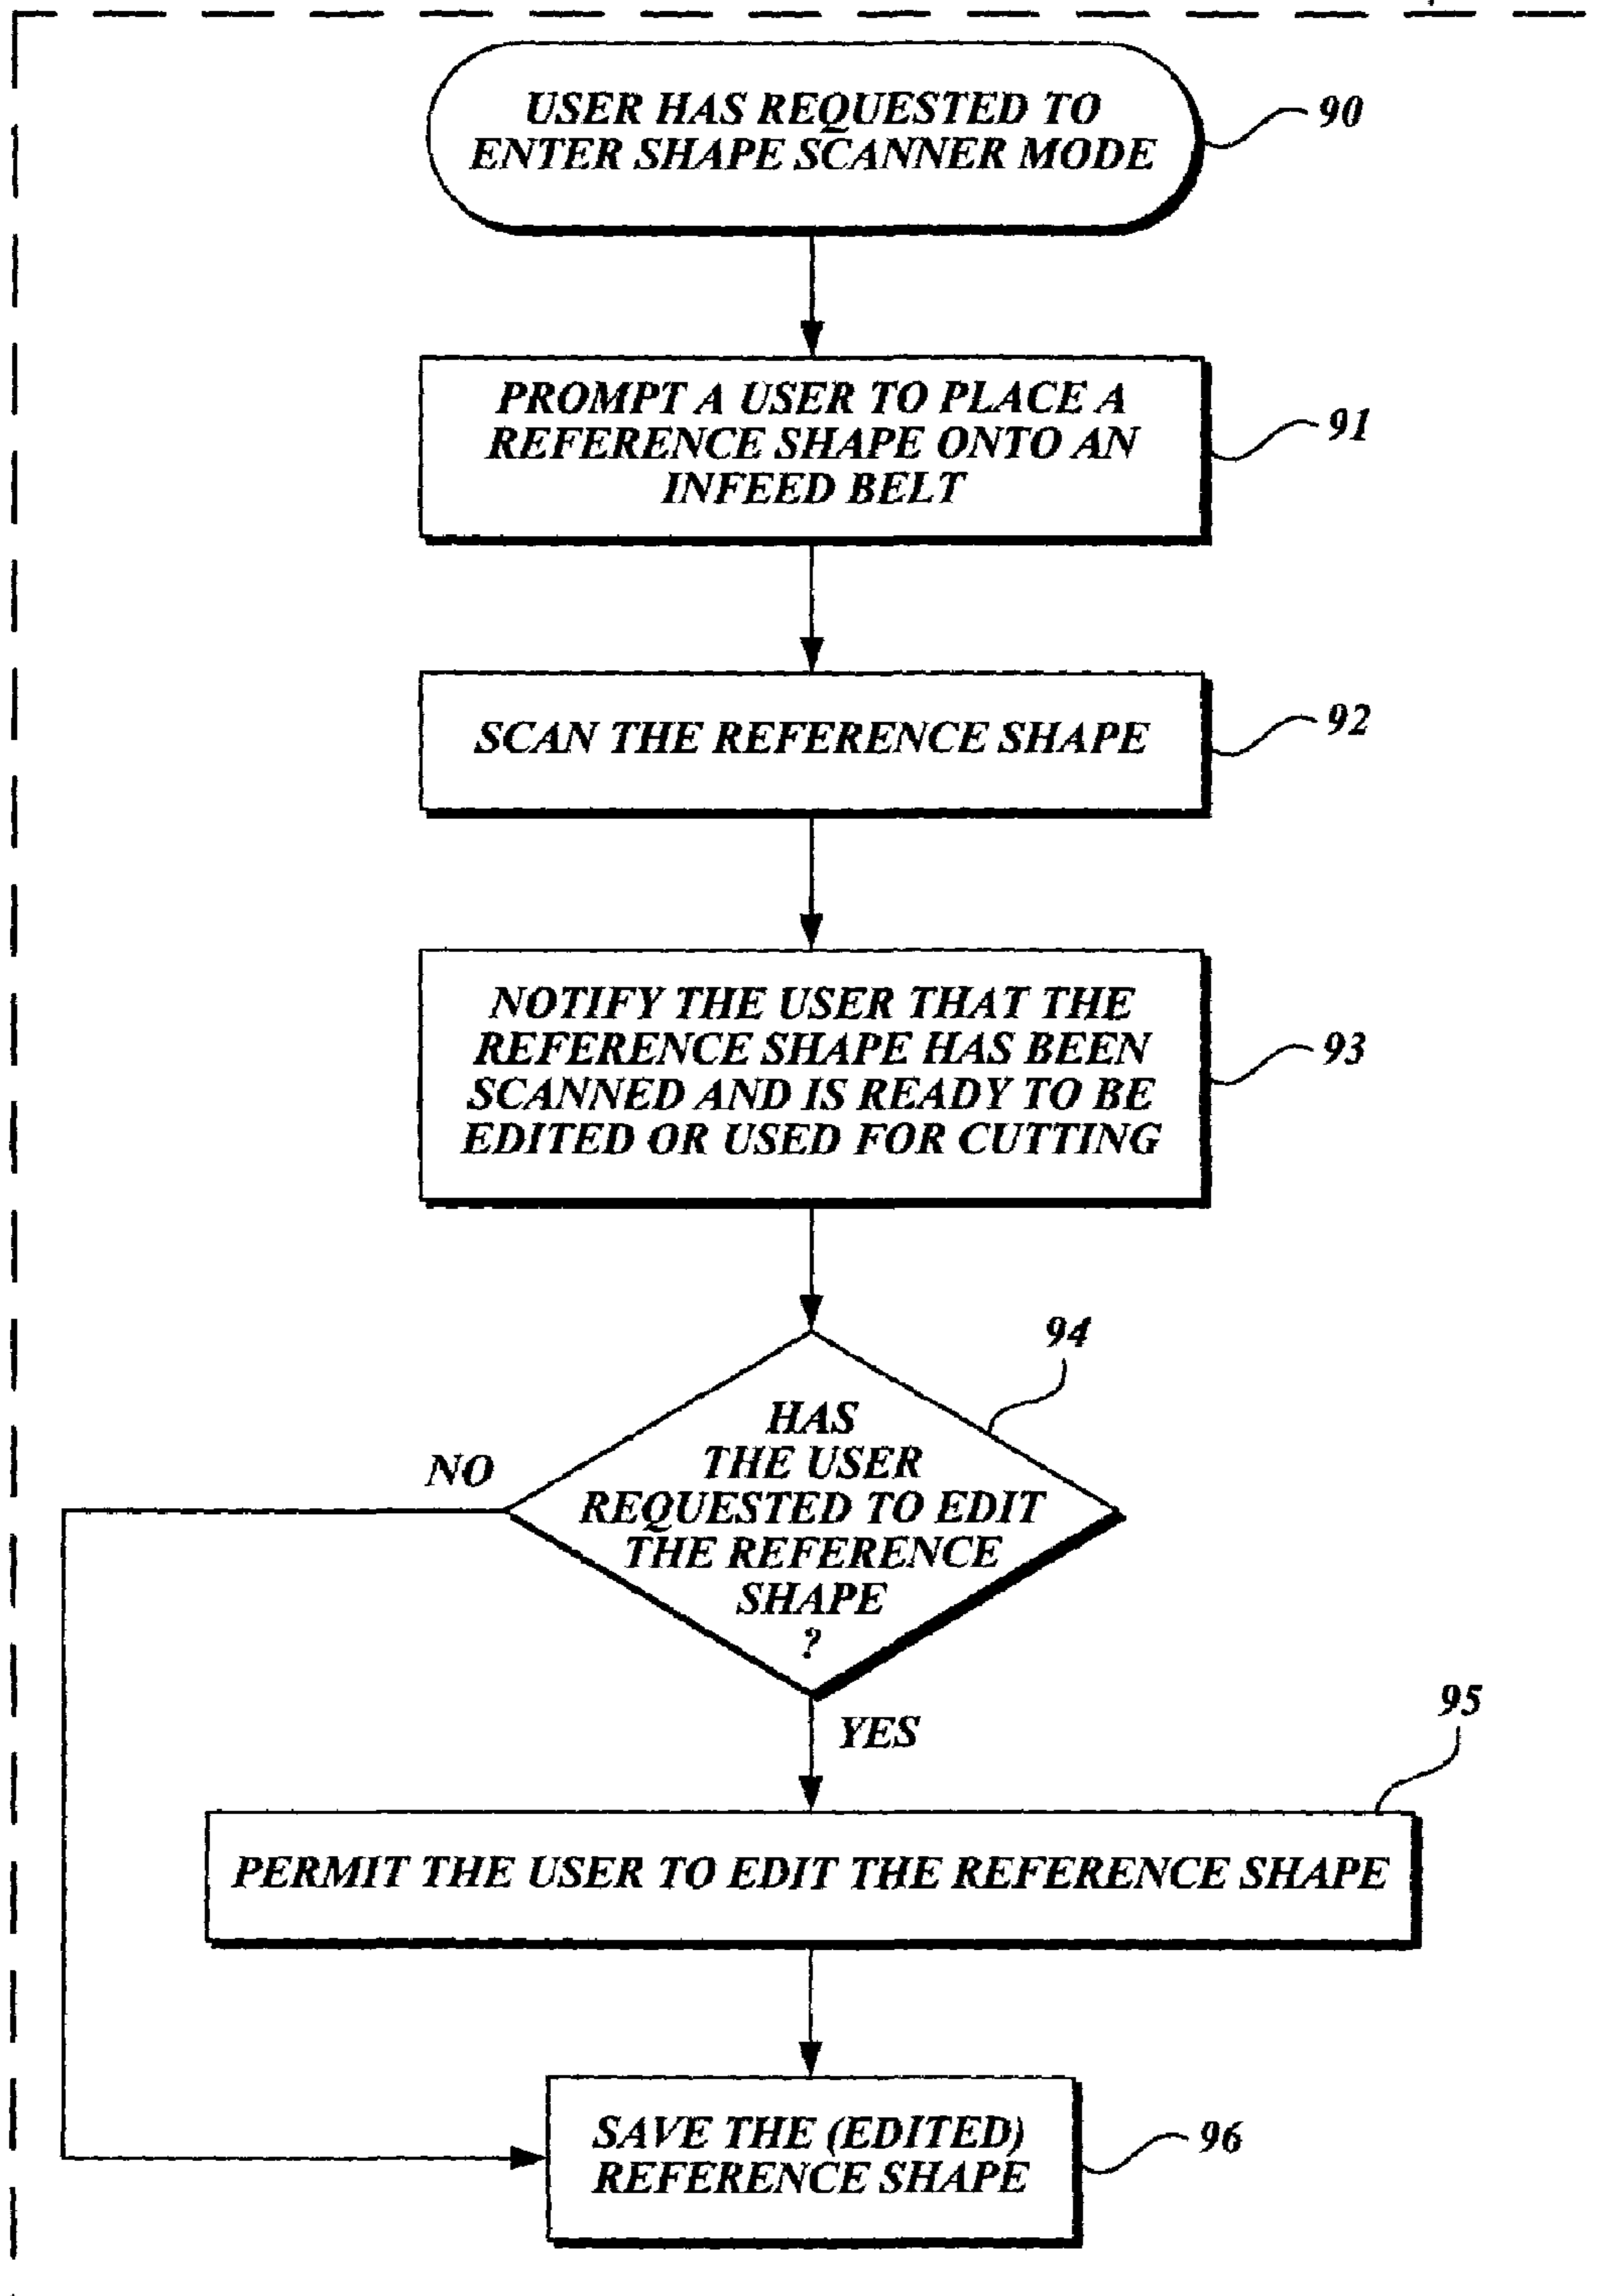 USER HAS REQUESTED TO
ENTER SHAPE SCANNER MODE
90
PROMPT A USER TO PLACE A
REFERENCE SHAPE ONTO AN
INFEED BELT
91
SCAN THE REFERENCE SHAPE
92
NOTIFY THE USER THAT THE
REFERENCE SHAPE HAS BEEN
SCANNED AND IS READY TO BE
EDITED OR USED FOR CUTTING
93
94
HAS
THE USER
REQUESTED TO EDIT
THE REFERENCE
SHAPE
?
NO
YES
95
PERMIT THE USER TO EDIT THE REFERENCE SHAPE
SAVE THE (EDITED)
REFERENCE SHAPE
96